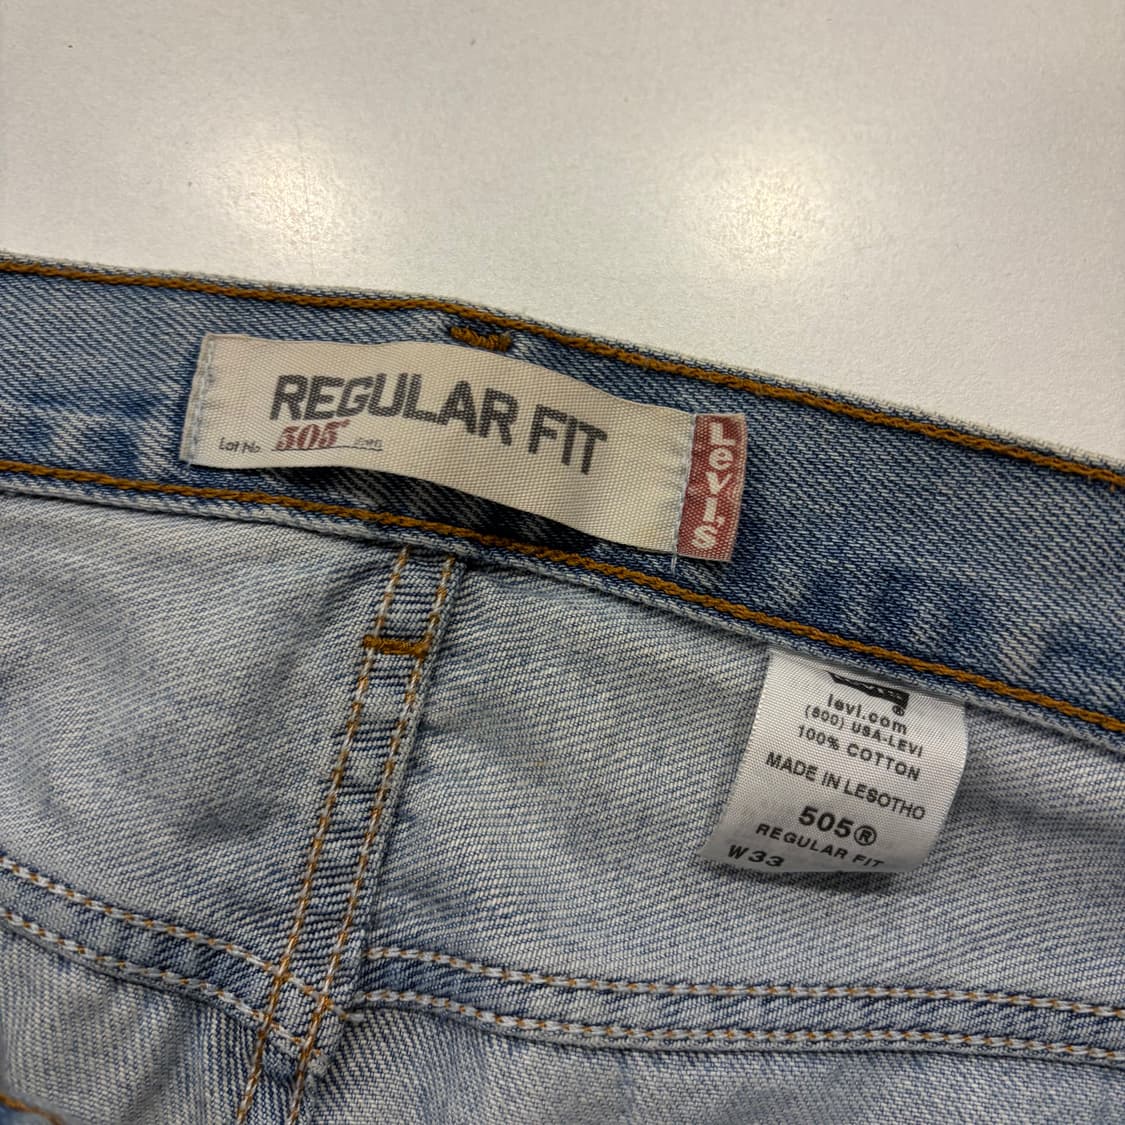 REGULAR FIT
Lot No 505®
Levi's
®
levi.com
(800) USA-LEVI
100% COTTON
MADE IN LESOTHO
505®
REGULAR FIT
W 33